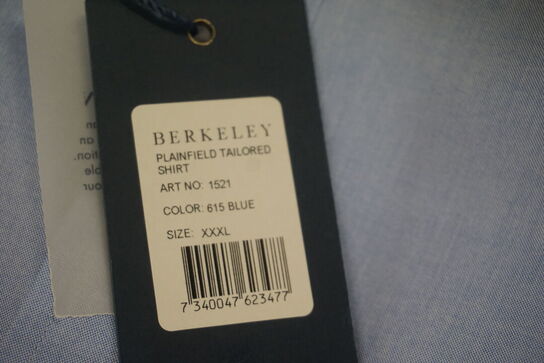 BERKELEY
PLAINFIELD TAILORED
SHIRT
ART NO: 1521
COLOR: 615 BLUE
SIZE: XXXL
7 340047 623477